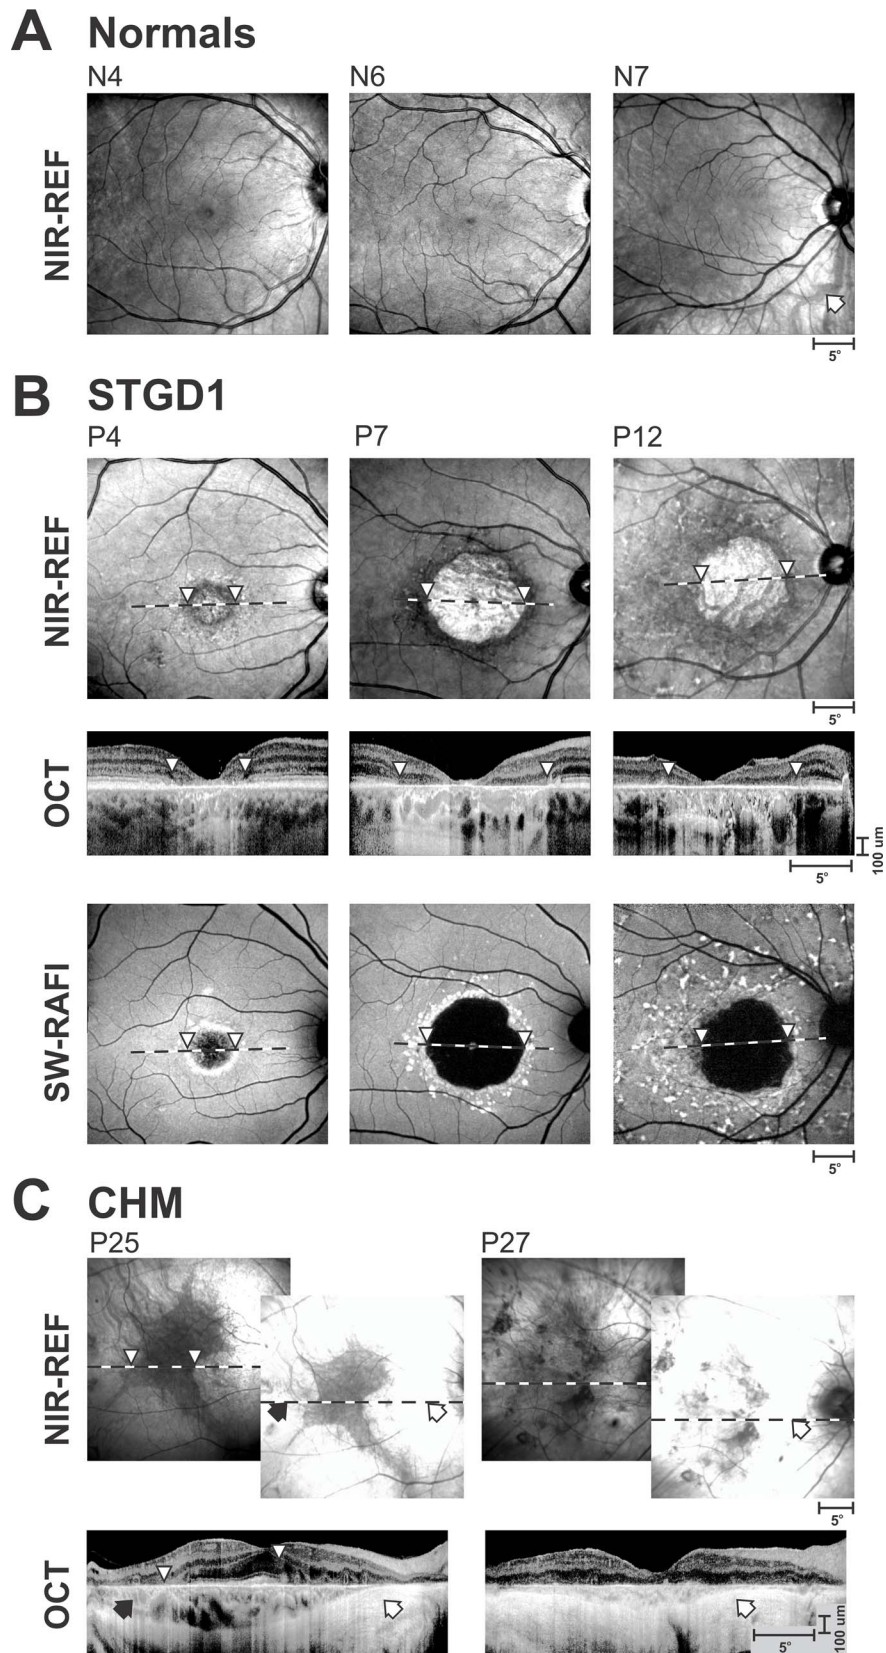 A Normals
N4 N6 N7
NIR-REF
5°
B STGD1
P4 P7 P12
NIR-REF
5°
OCT
100 um
5°
SW-RAFI
5°
C CHM
P25 P27
NIR-REF
5°
OCT
100 um
5°